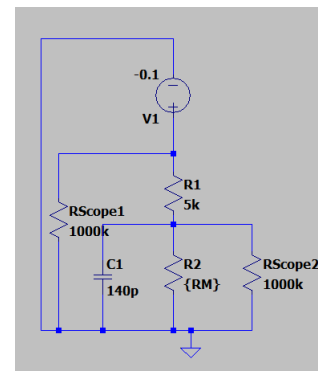 -0.1
V1
R1
5k
RScope1
1000k
C1
140p
R2
{RM}
RScope2
1000k